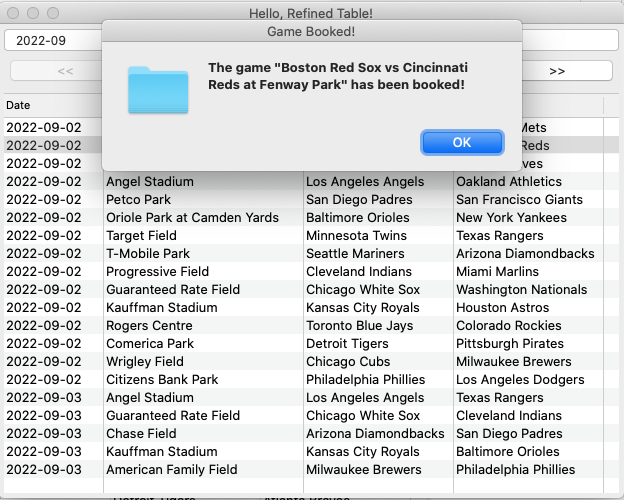 Hello, Refined Table!
2022-09
Game Booked!
The game "Boston Red Sox vs Cincinnati
Reds at Fenway Park" has been booked!
OK
<< >>
Date
2022-09-02 Mets
2022-09-02 Reds
2022-09-02
2022-09-02 Angel Stadium Los Angeles Angels Oakland Athletics
2022-09-02 Petco Park San Diego Padres San Francisco Giants
2022-09-02 Oriole Park at Camden Yards Baltimore Orioles New York Yankees
2022-09-02 Target Field Minnesota Twins Texas Rangers
2022-09-02 T-Mobile Park Seattle Mariners Arizona Diamondbacks
2022-09-02 Progressive Field Cleveland Indians Miami Marlins
2022-09-02 Guaranteed Rate Field Chicago White Sox Washington Nationals
2022-09-02 Kauffman Stadium Kansas City Royals Houston Astros
2022-09-02 Rogers Centre Toronto Blue Jays Colorado Rockies
2022-09-02 Comerica Park Detroit Tigers Pittsburgh Pirates
2022-09-02 Wrigley Field Chicago Cubs Milwaukee Brewers
2022-09-02 Citizens Bank Park Philadelphia Phillies Los Angeles Dodgers
2022-09-03 Angel Stadium Los Angeles Angels Texas Rangers
2022-09-03 Guaranteed Rate Field Chicago White Sox Cleveland Indians
2022-09-03 Chase Field Arizona Diamondbacks San Diego Padres
2022-09-03 Kauffman Stadium Kansas City Royals Baltimore Orioles
2022-09-03 American Family Field Milwaukee Brewers Philadelphia Phillies